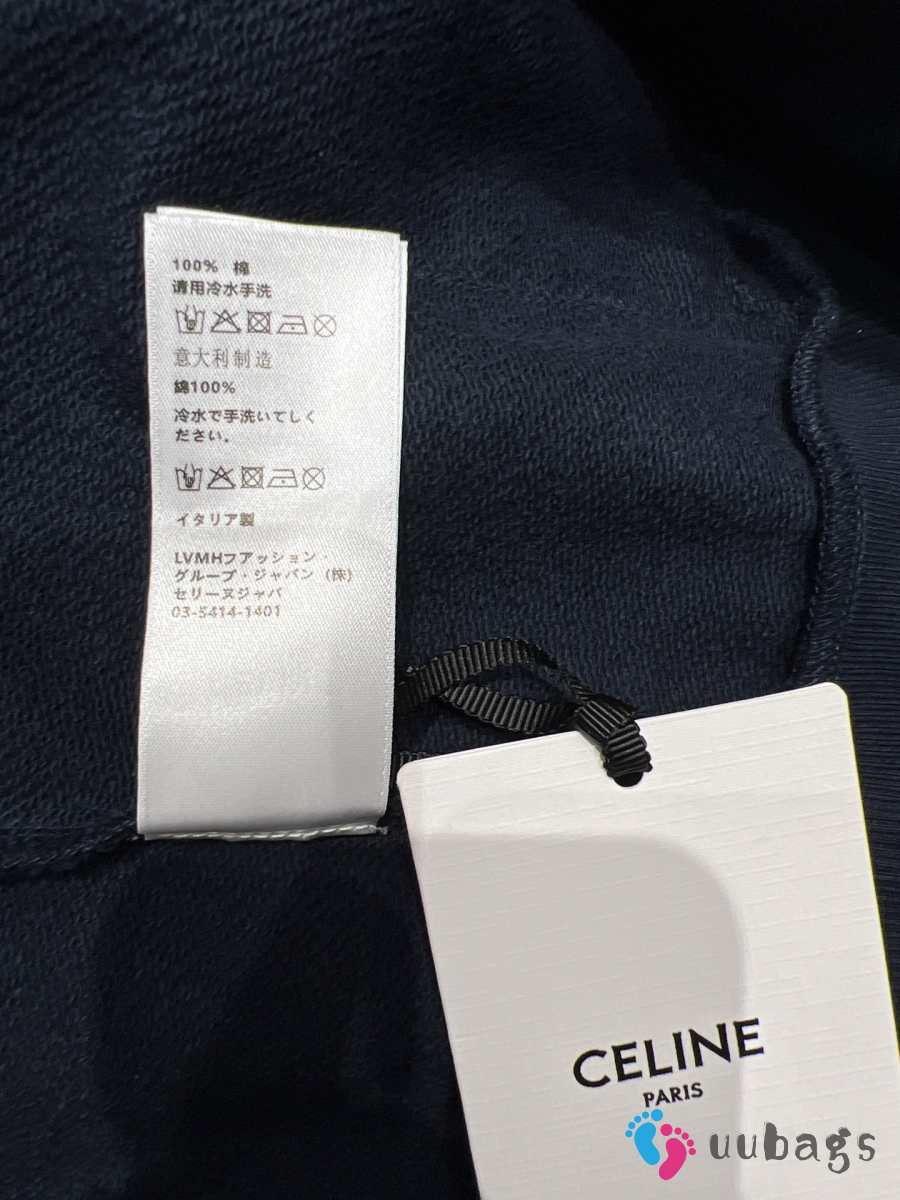 100% 棉
请用冷水手洗
意大利制造
綿100%
冷水で手洗いてしく
ださい。
イタリア製
LVMHフアッション・
グループ・ジャパン (株)
セリーヌジャパ
03-5414-1401
CELINE
PARIS
uubags